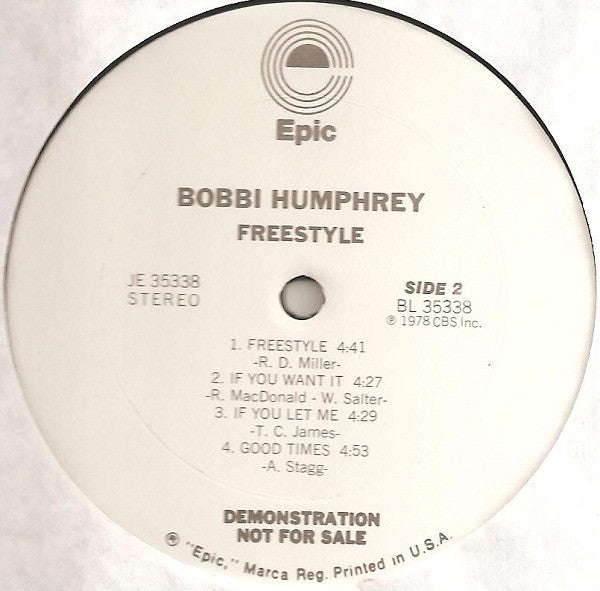 Epic
BOBBI HUMPHREY
FREESTYLE
JE 35338
STEREO
SIDE 2
BL 35338
℗ 1978 CBS Inc.
1. FREESTYLE 4:41
-R. D. Miller-
2. IF YOU WANT IT 4:27
-R. MacDonald - W. Salter-
3. IF YOU LET ME 4:29
-T. C. James-
4. GOOD TIMES 4:53
-A. Stagg-
DEMONSTRATION
NOT FOR SALE
© "Epic," Marca Reg. Printed in U.S.A.